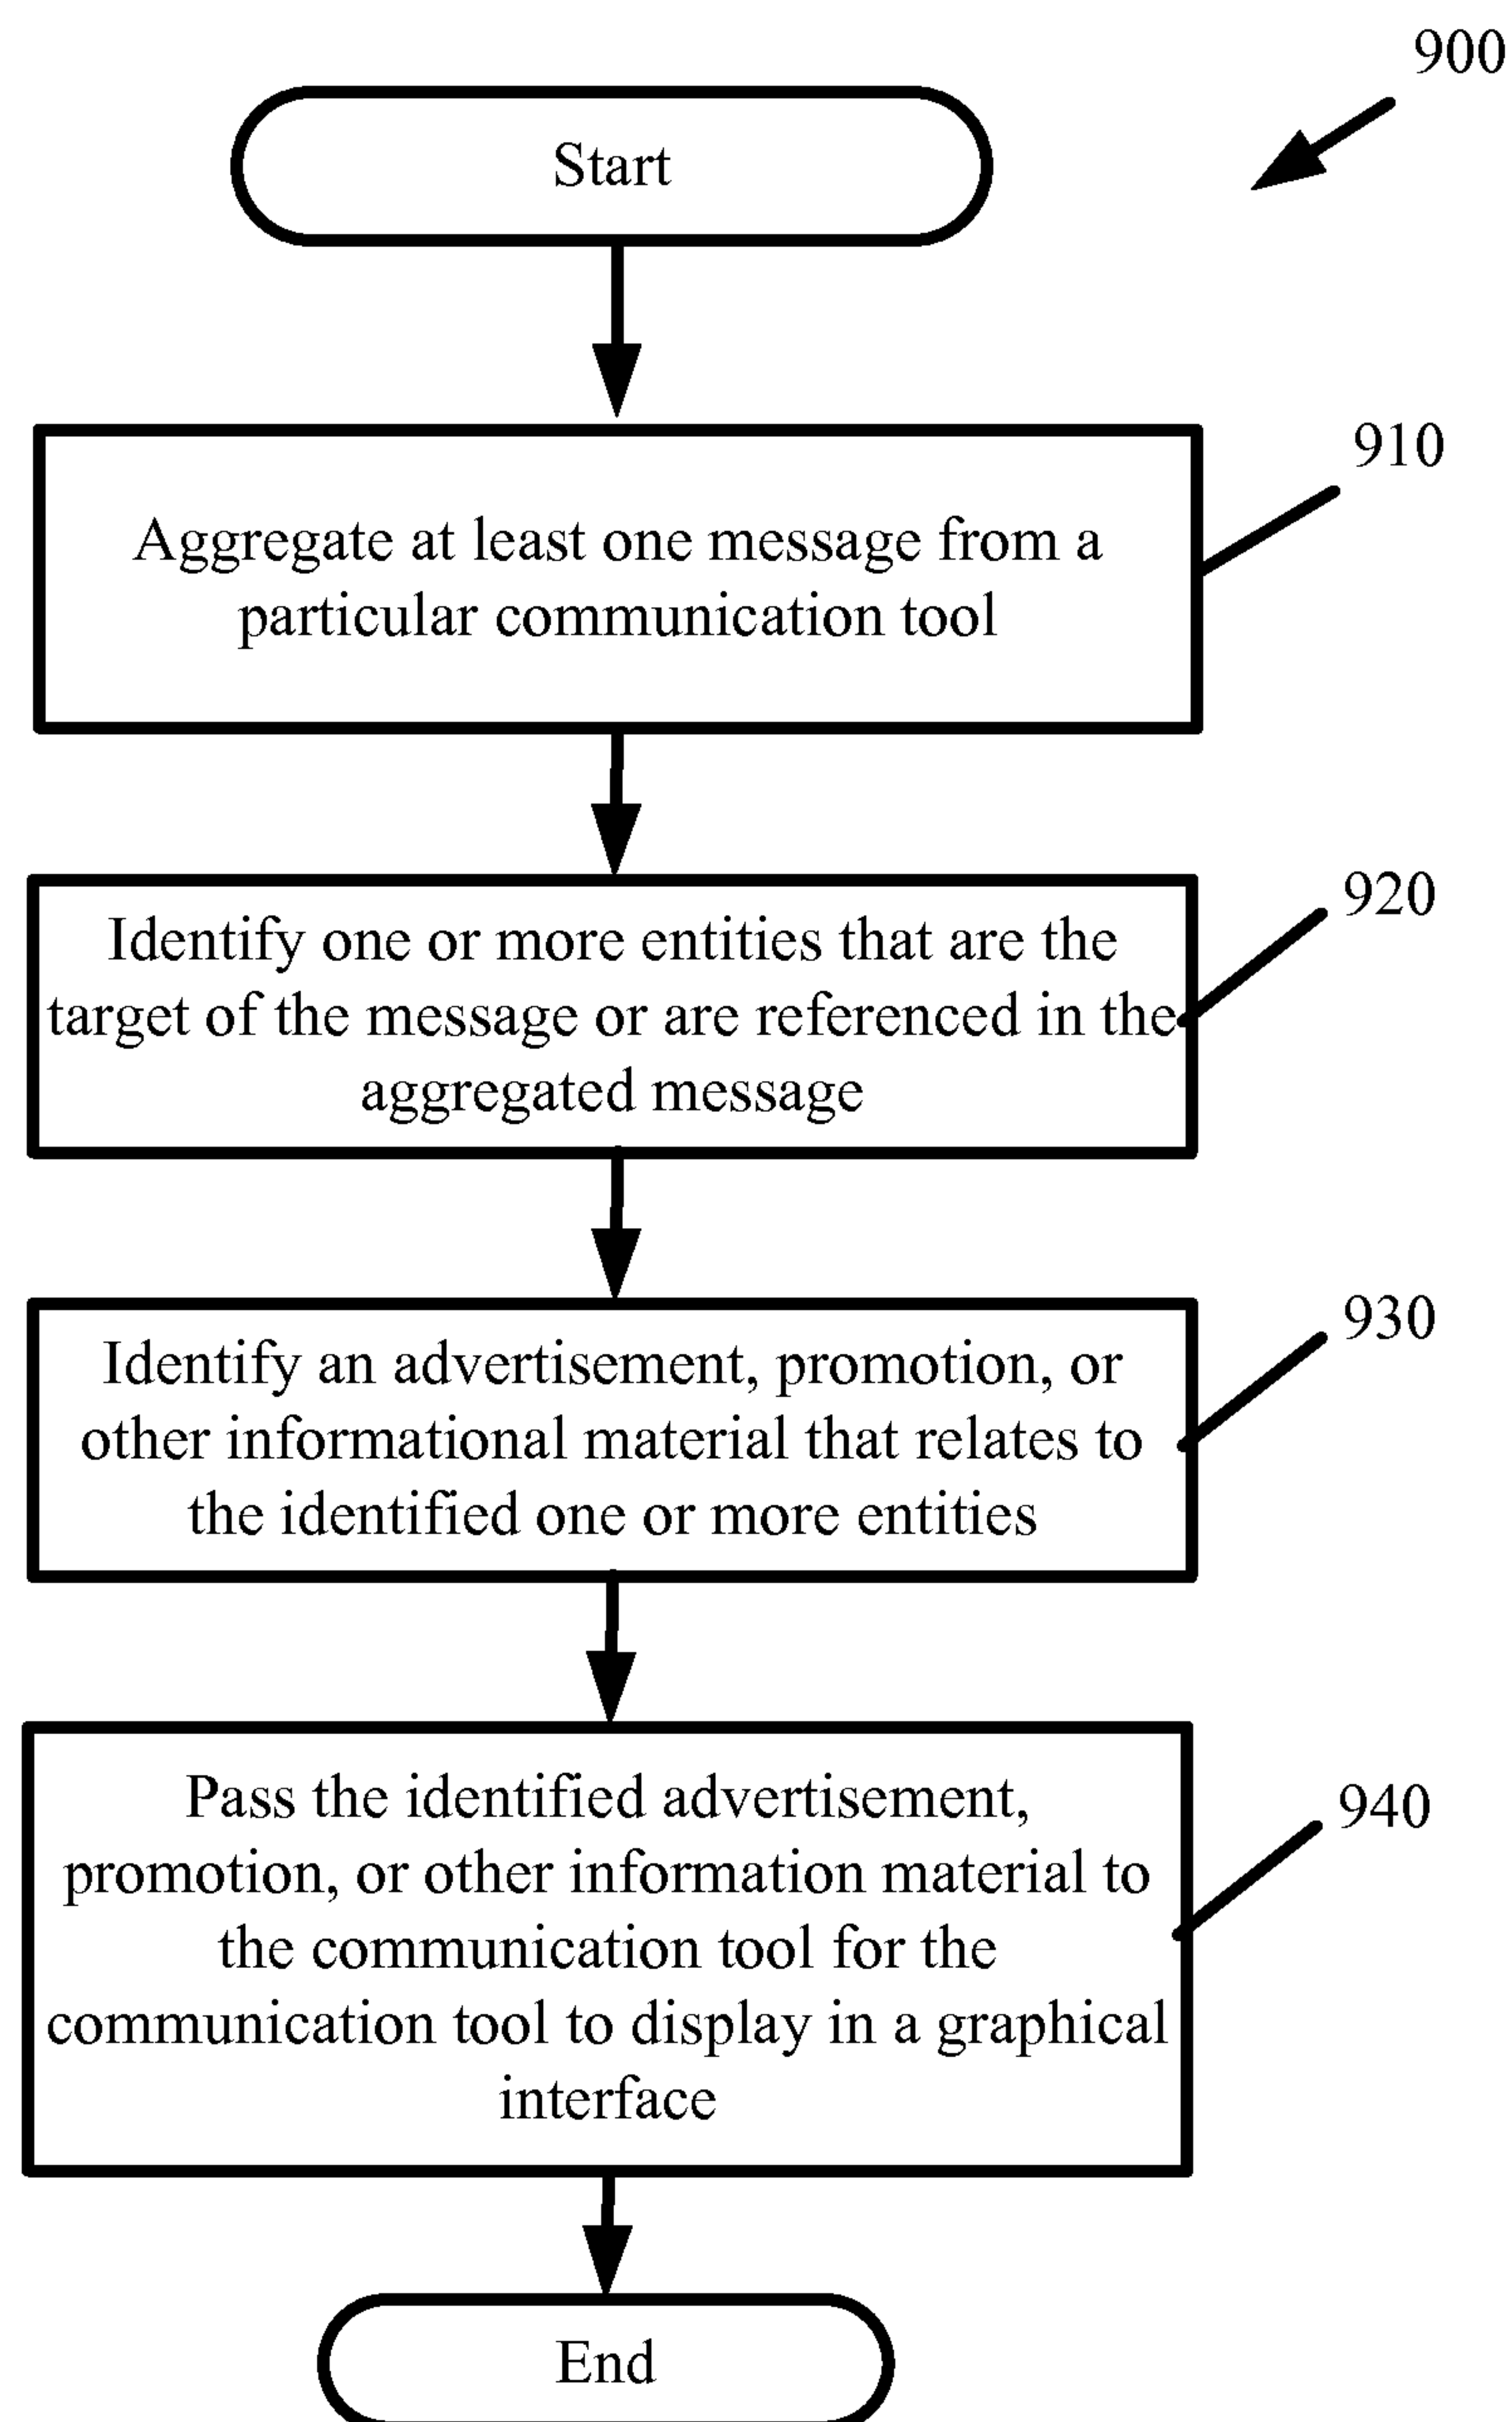 900
Start
910
Aggregate at least one message from a
particular communication tool
920
Identify one or more entities that are the
target of the message or are referenced in the
aggregated message
930
Identify an advertisement, promotion, or
other informational material that relates to
the identified one or more entities
940
Pass the identified advertisement,
promotion, or other information material to
the communication tool for the
communication tool to display in a graphical
interface
End